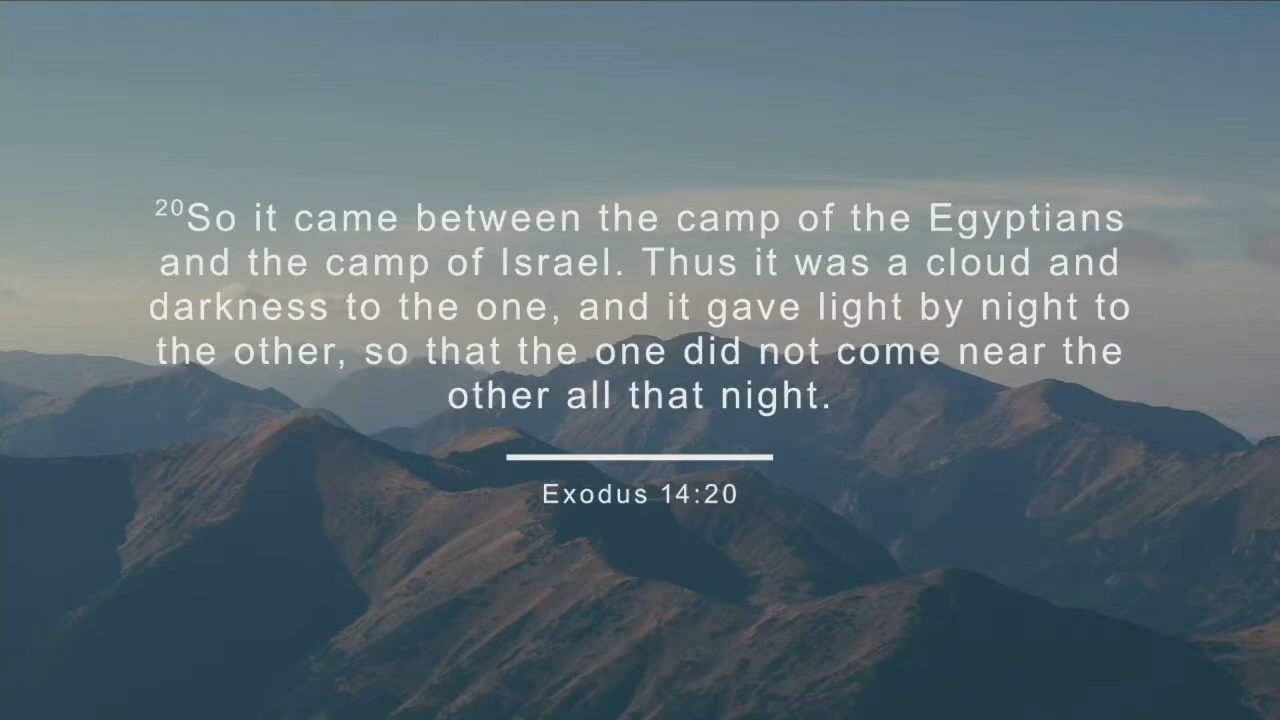 ²⁰So it came between the camp of the Egyptians
and the camp of Israel. Thus it was a cloud and
darkness to the one, and it gave light by night to
the other, so that the one did not come near the
other all that night.
Exodus 14:20